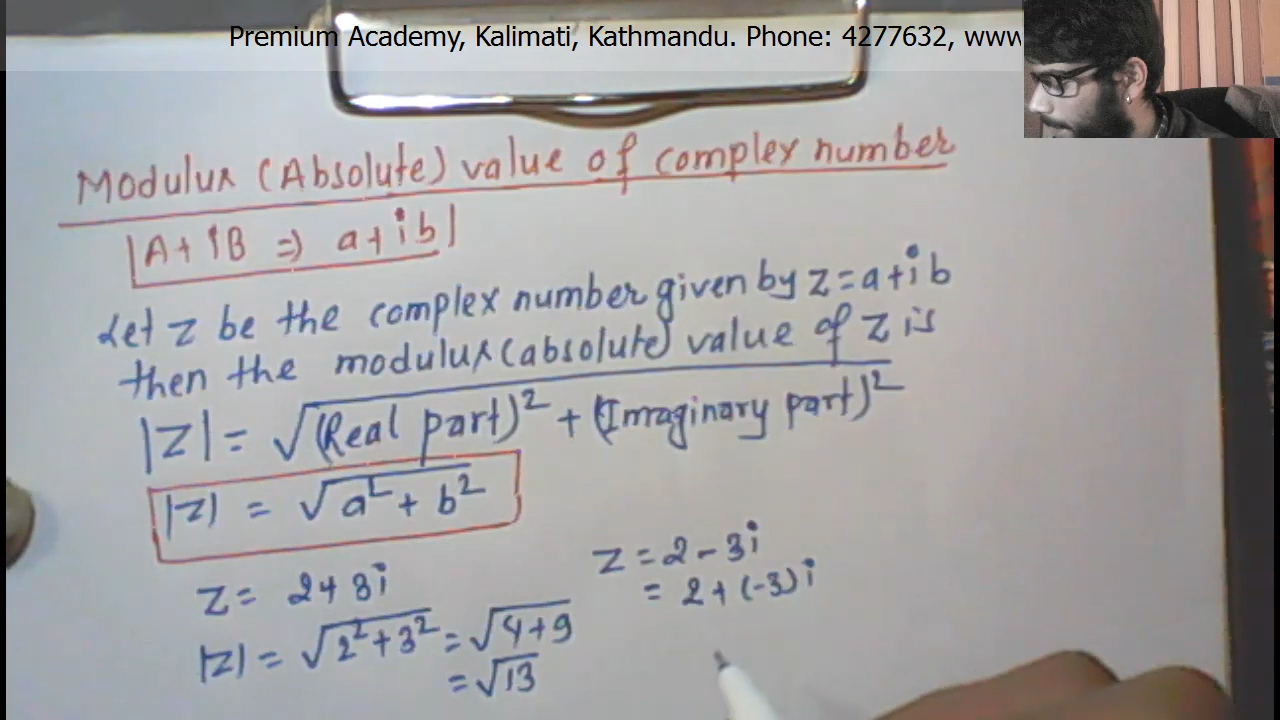 Premium Academy, Kalimati, Kathmandu. Phone: 4277632, www
Modulus (Absolute) value of complex number
|A+iB ⇒ a+ib|
Let z be the complex number given by z=a+ib
then the modulus (absolute) value of z is
|Z| = √(Real part)² + (Imaginary part)²
|z| = √a² + b²
z = 2+3i
|z| = √2²+3² = √4+9
= √13
z = 2-3i
= 2+(-3)i